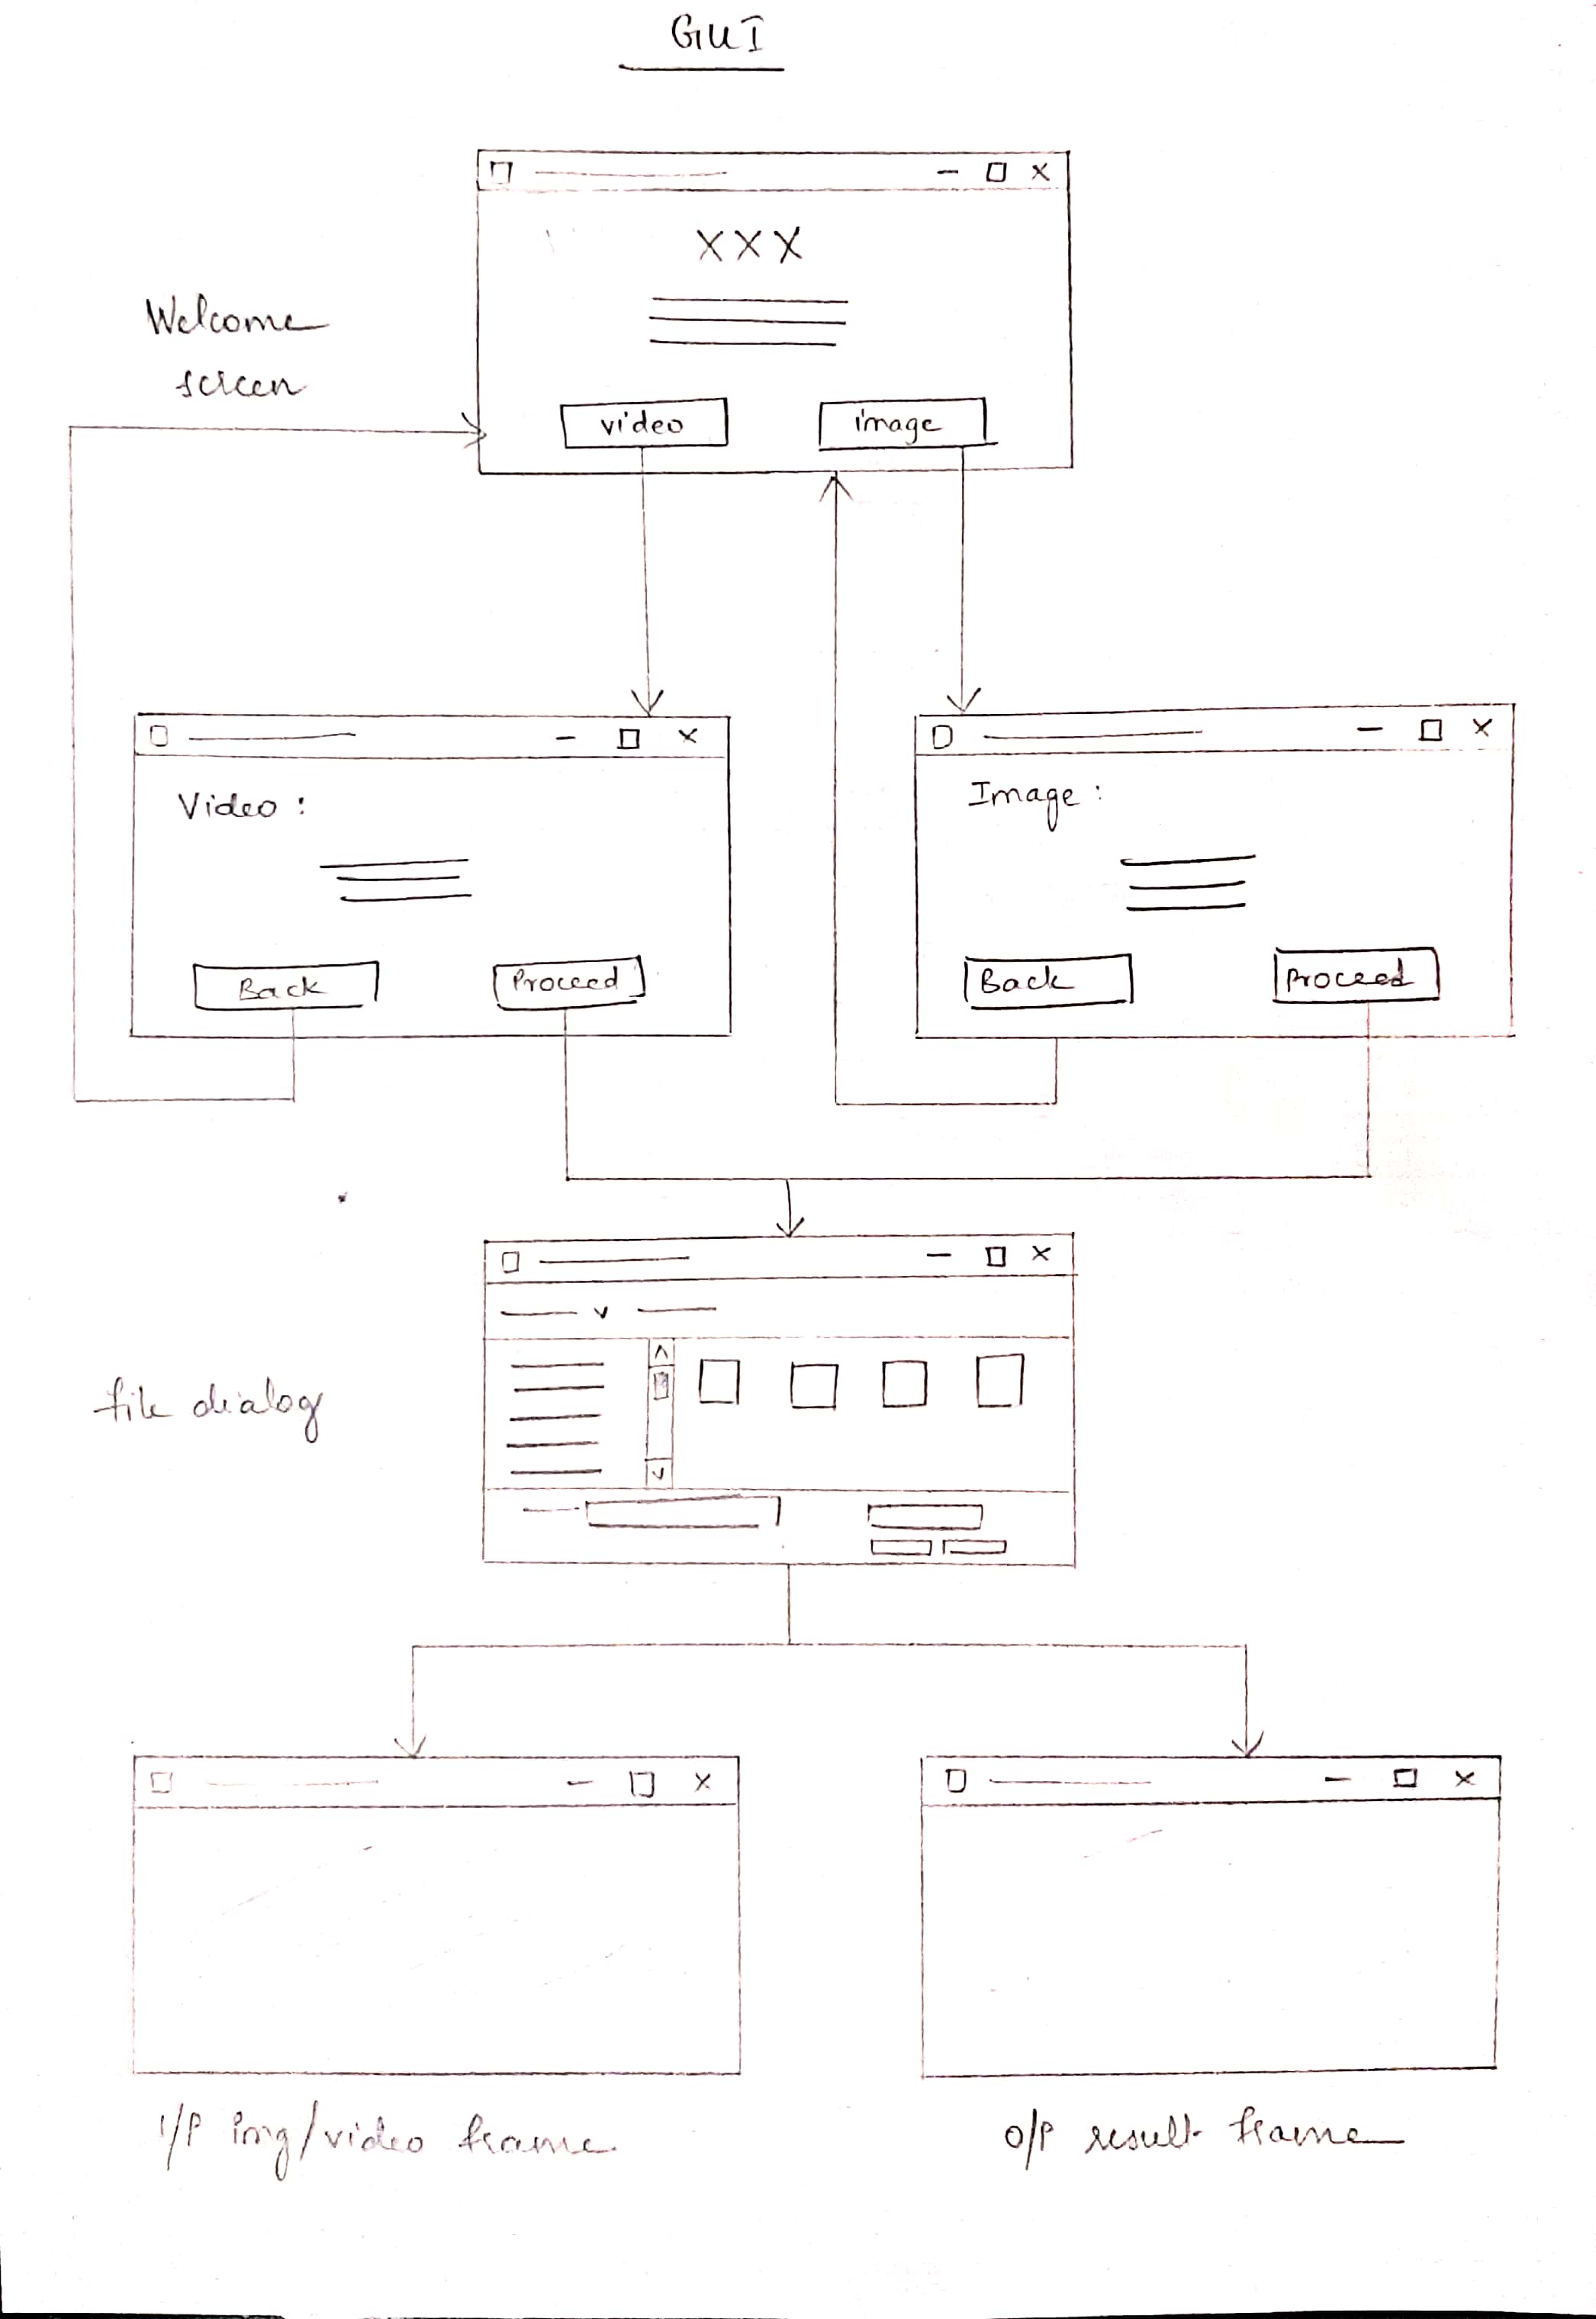 GUI
XXX
Welcome
screen
video
image
Video :
Image :
Back
Proceed
Back
Proceed
file dialog
i/p img/video frame.
o/p result frame